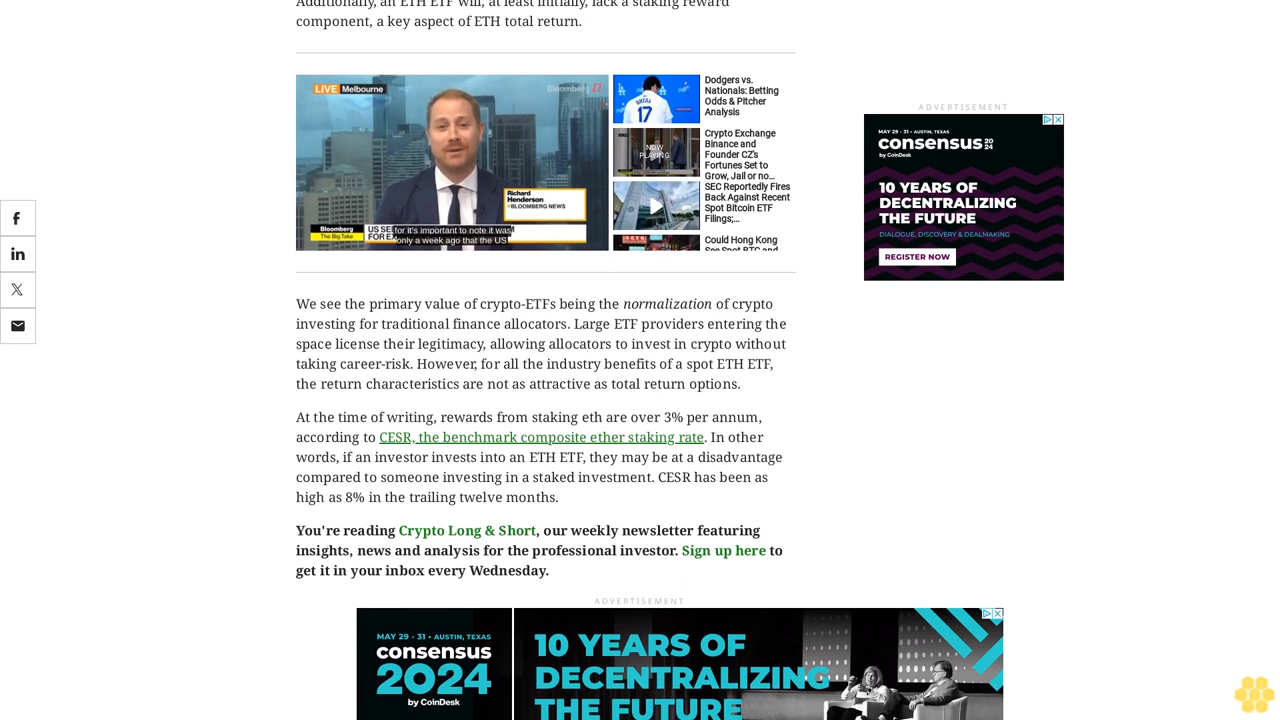 Additionally, an ETH ETF will, at least initially, lack a staking reward
component, a key aspect of ETH total return.
LIVE Melbourne
Bloomberg
Richard
Henderson
BLOOMBERG NEWS
Bloomberg
The Big Take
US SE
FOR EX
for it's important to note it was
only a week ago that the US
17
Dodgers vs.
Nationals: Betting
Odds & Pitcher
Analysis
NOW
PLAYING
Crypto Exchange
Binance and
Founder CZ's
Fortunes Set to
Grow, Jail or no...
SEC Reportedly Fires
Back Against Recent
Spot Bitcoin ETF
Filings;...
Could Hong Kong
See Spot BTC and
ADVERTISEMENT
MAY 29 - 31 • AUSTIN, TEXAS
consensus 2024
by CoinDesk
10 YEARS OF
DECENTRALIZING
THE FUTURE
DIALOGUE, DISCOVERY & DEALMAKING
REGISTER NOW
We see the primary value of crypto-ETFs being the normalization of crypto
investing for traditional finance allocators. Large ETF providers entering the
space license their legitimacy, allowing allocators to invest in crypto without
taking career-risk. However, for all the industry benefits of a spot ETH ETF,
the return characteristics are not as attractive as total return options.
At the time of writing, rewards from staking eth are over 3% per annum,
according to CESR, the benchmark composite ether staking rate. In other
words, if an investor invests into an ETH ETF, they may be at a disadvantage
compared to someone investing in a staked investment. CESR has been as
high as 8% in the trailing twelve months.
You're reading Crypto Long & Short, our weekly newsletter featuring
insights, news and analysis for the professional investor. Sign up here to
get it in your inbox every Wednesday.
ADVERTISEMENT
MAY 29 - 31 • AUSTIN, TEXAS
consensus
2024
by CoinDesk
10 YEARS OF
DECENTRALIZING
THE FUTURE